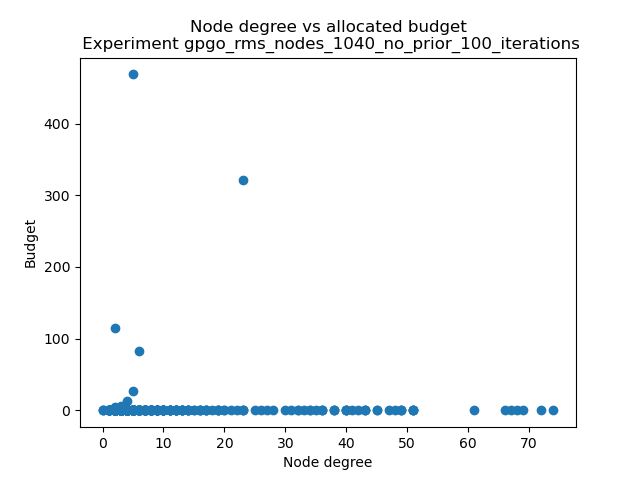 Node degree vs allocated budget
Experiment gpgo_rms_nodes_1040_no_prior_100_iterations
400
300
200
100
0
Budget
0 10 20 30 40 50 60 70
Node degree